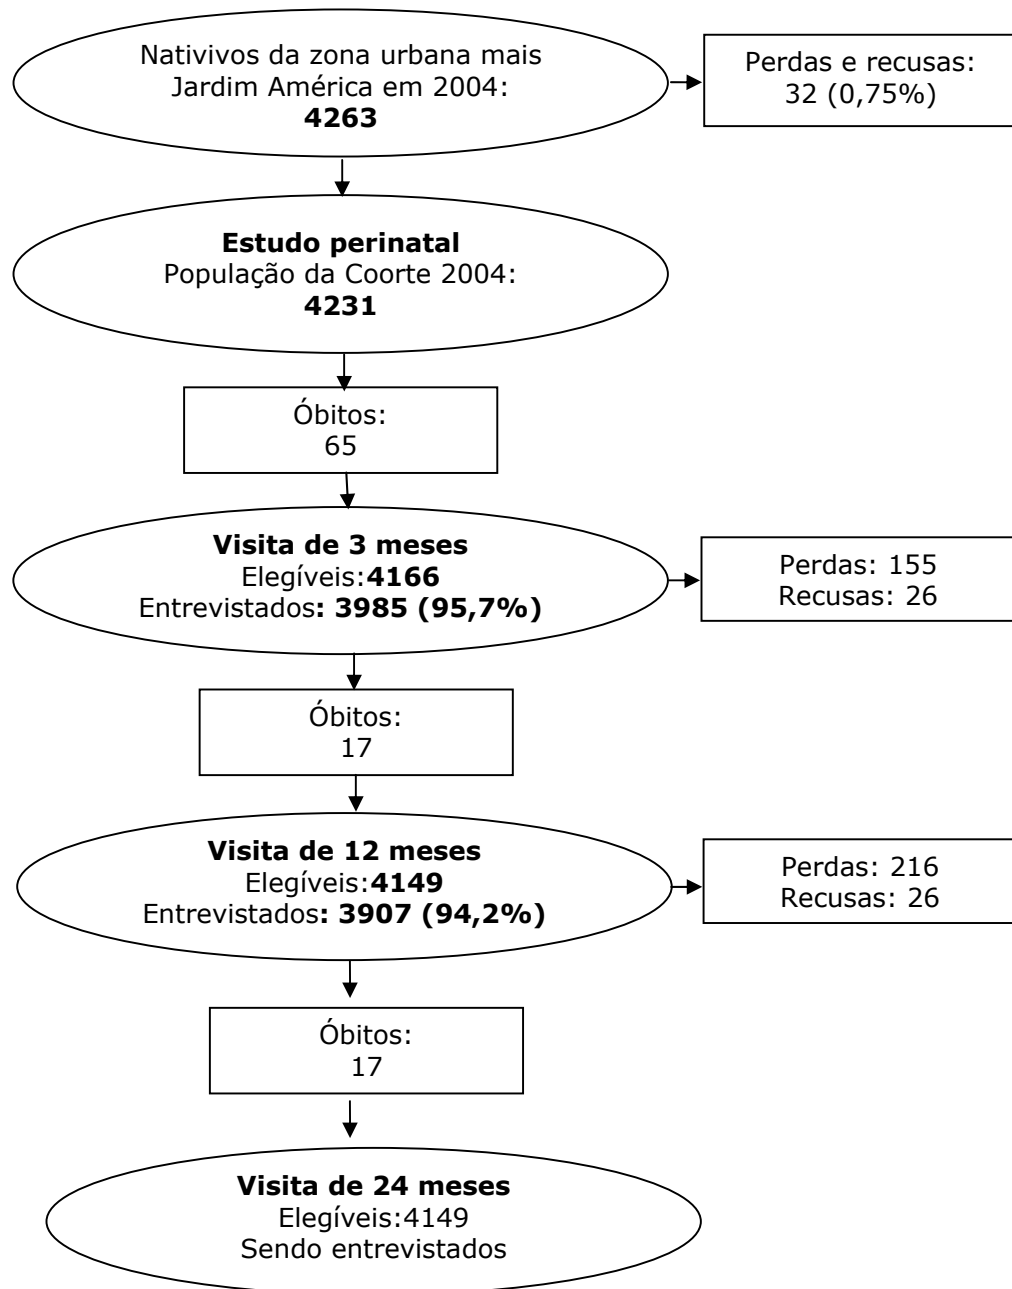 Nativivos da zona urbana mais
Jardim América em 2004:
4263
Perdas e recusas:
32 (0,75%)
Estudo perinatal
População da Coorte 2004:
4231
Óbitos:
65
Visita de 3 meses
Elegíveis:4166
Entrevistados: 3985 (95,7%)
Perdas: 155
Recusas: 26
Óbitos:
17
Visita de 12 meses
Elegíveis:4149
Entrevistados: 3907 (94,2%)
Perdas: 216
Recusas: 26
Óbitos:
17
Visita de 24 meses
Elegíveis:4149
Sendo entrevistados